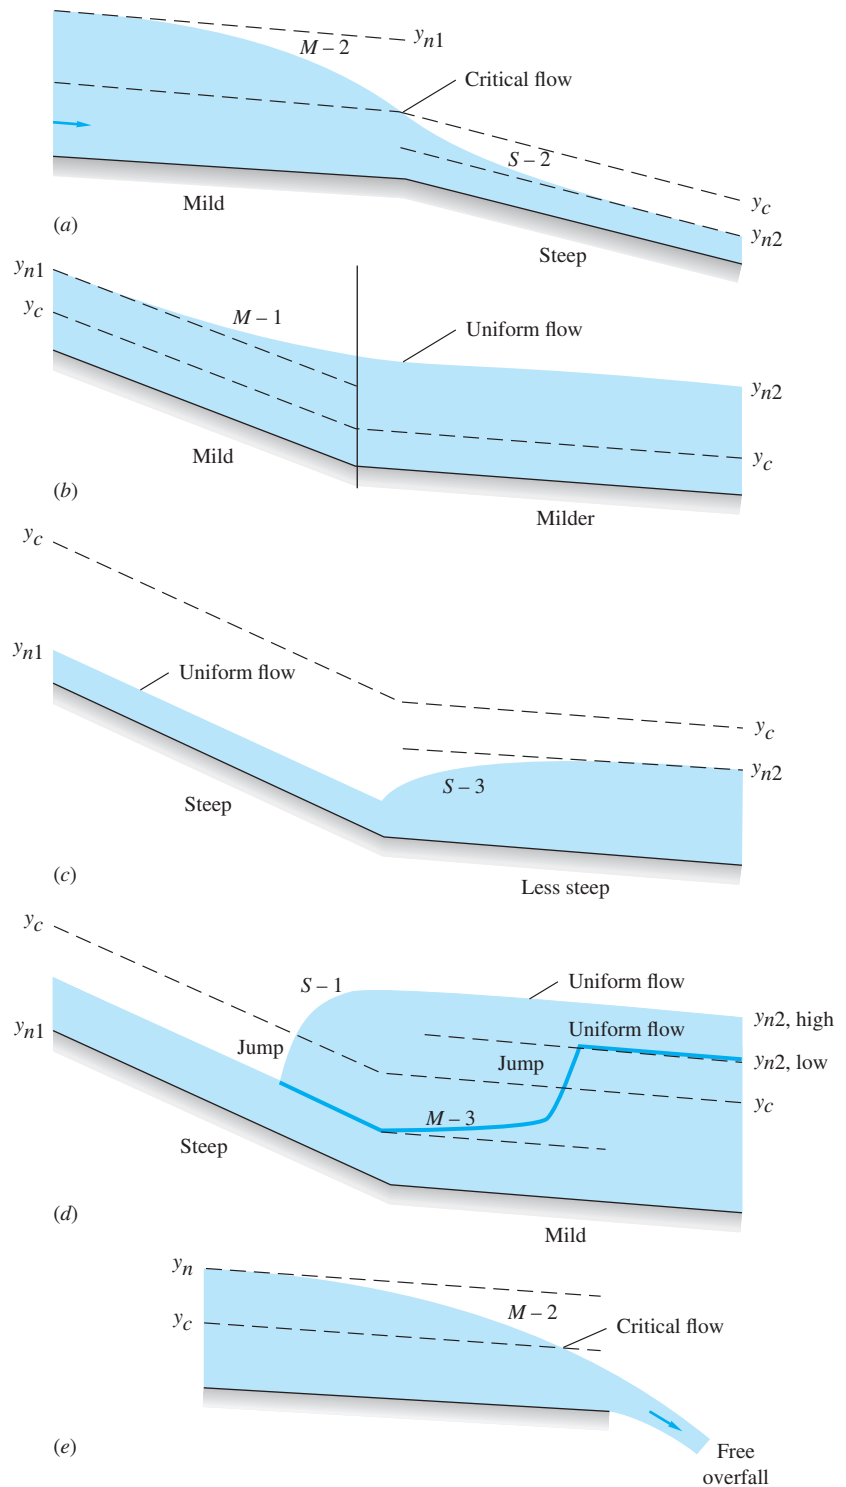 y_n1
M – 2
Critical flow
S – 2
y_c
y_n2
Mild
Steep
(a)
y_n1
y_c
M – 1
Uniform flow
y_n2
y_c
Mild
Milder
(b)
y_c
y_n1
Uniform flow
y_c
y_n2
S – 3
Steep
Less steep
(c)
y_c
S – 1
Uniform flow
y_n2, high
y_n1
Jump
Uniform flow
Jump
y_n2, low
y_c
M – 3
Steep
(d)
Mild
y_n
M – 2
y_c
Critical flow
(e)
Free
overfall